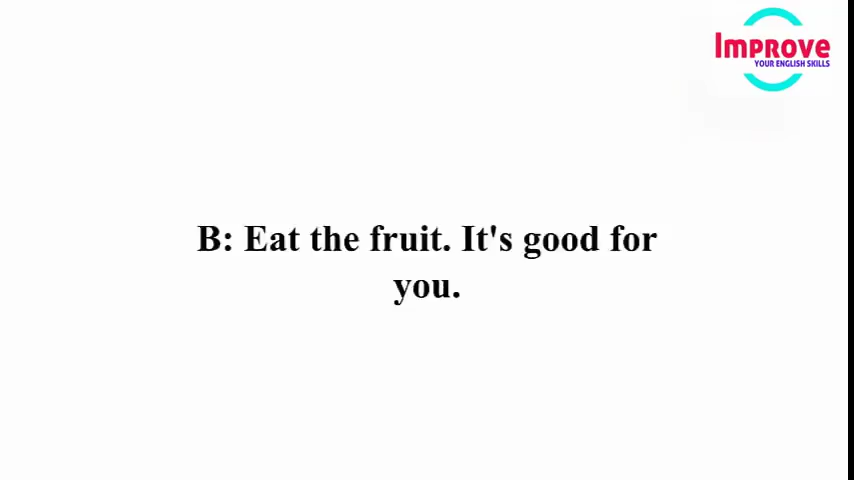 Improve
YOUR ENGLISH SKILLS
B: Eat the fruit. It's good for
you.